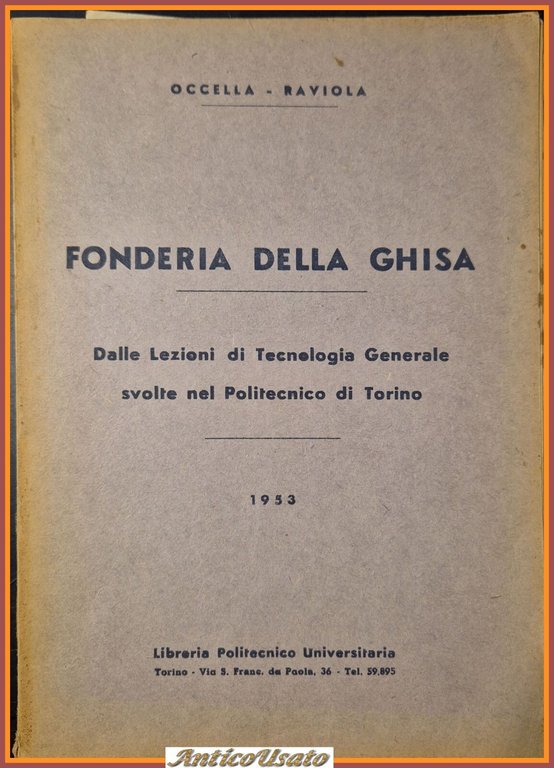 OCCELLA - RAVIOLA
FONDERIA DELLA GHISA
Dalle Lezioni di Tecnologia Generale
svolte nel Politecnico di Torino
1953
Libreria Politecnico Universitaria
Torino - Via S. Franc. da Paola, 36 - Tel. 59.895
AnticoUsato